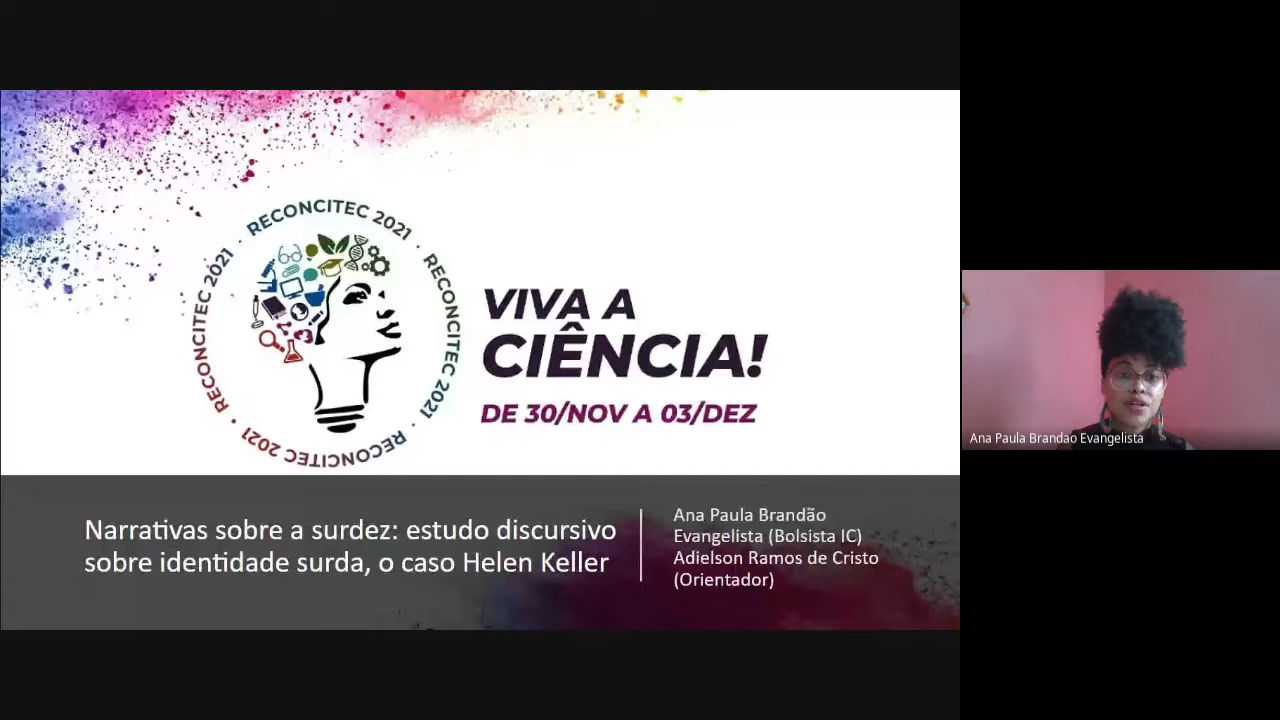 RECONCITEC 2021 · RECONCITEC 2021 · RECONCITEC 2021 · RECONCITEC 2021 ·
VIVA A
CIÊNCIA!
DE 30/NOV A 03/DEZ
Narrativas sobre a surdez: estudo discursivo
sobre identidade surda, o caso Helen Keller
Ana Paula Brandão
Evangelista (Bolsista IC)
Adielson Ramos de Cristo
(Orientador)
Ana Paula Brandao Evangelista